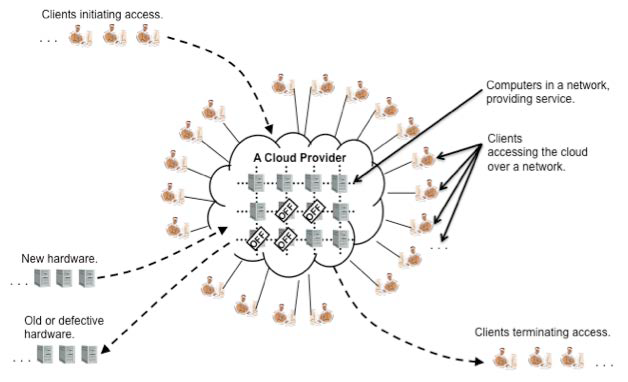 Clients initiating access.
. . .
Computers in a network,
providing service.
Clients
accessing the cloud
over a network.
A Cloud Provider
OFF OFF
OFF OFF
. . .
New hardware.
. . .
Old or defective
hardware.
. . .
Clients terminating access.
. . .